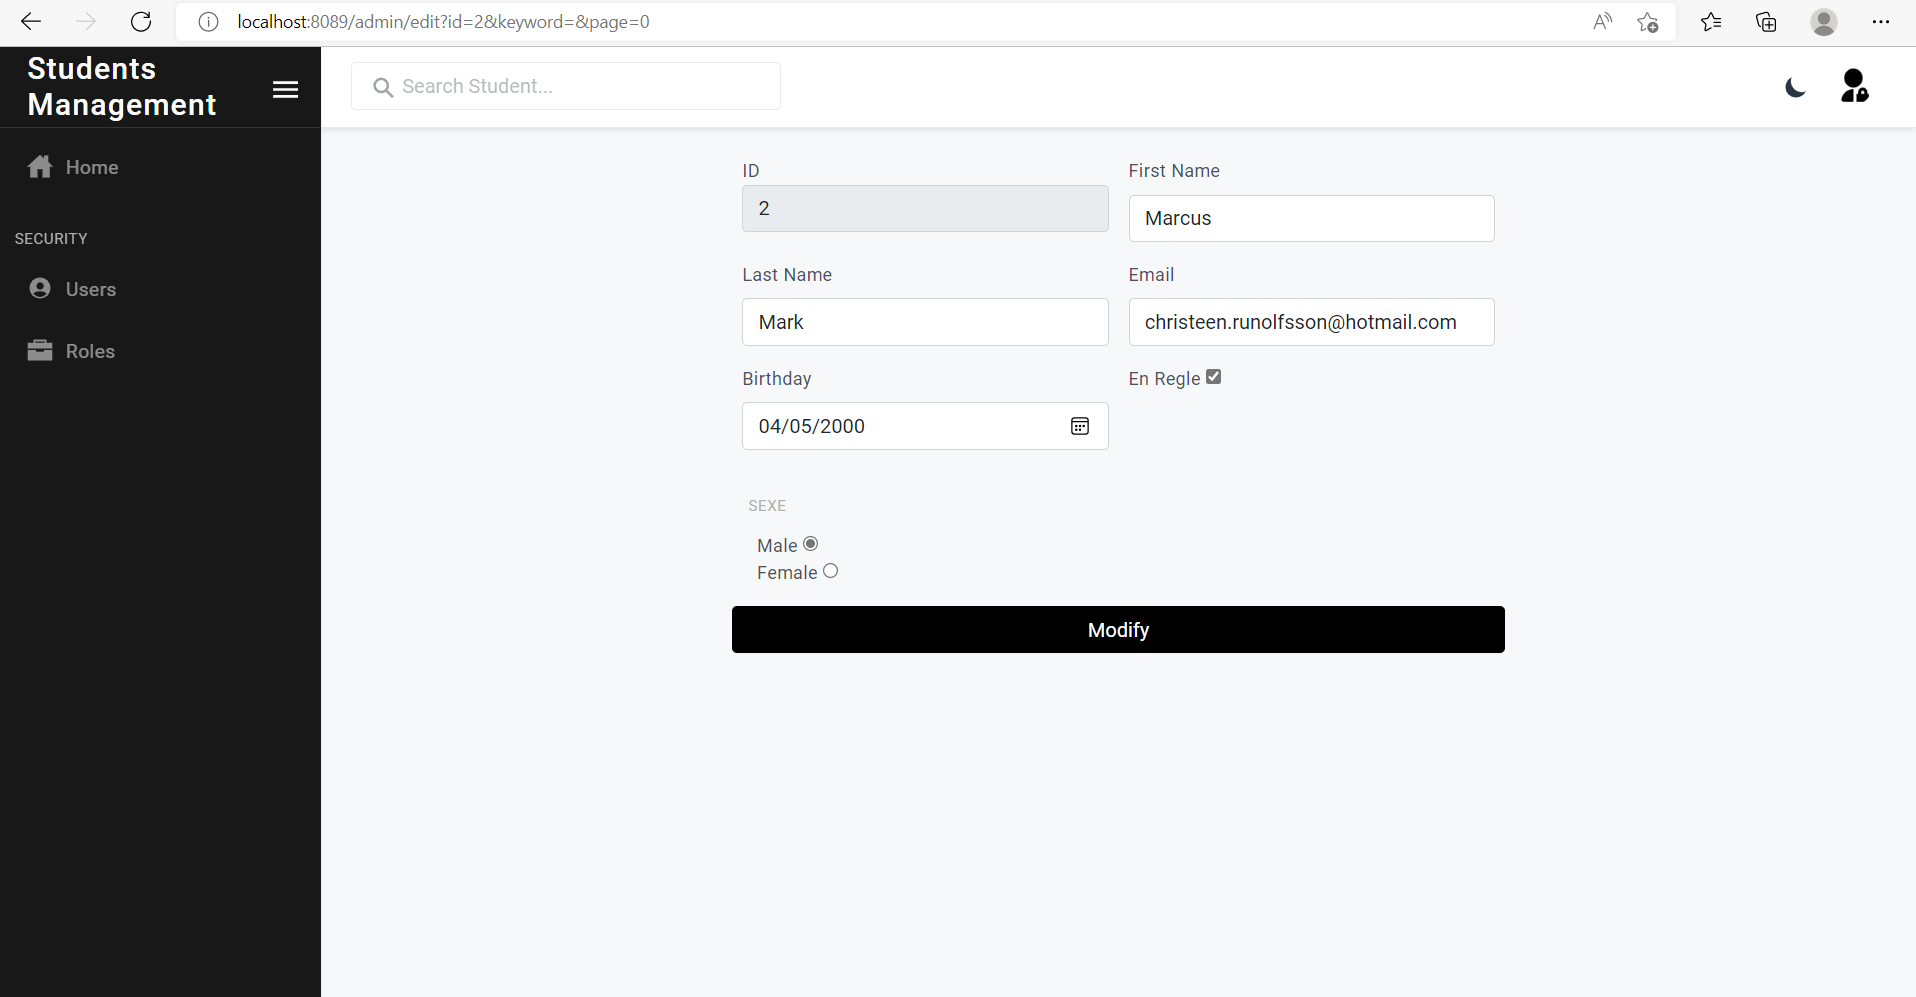 localhost:8089/admin/edit?id=2&keyword=&page=0
Students
Management
Search Student...
Home
SECURITY
Users
Roles
ID
First Name
2
Marcus
Last Name
Email
Mark
christeen.runolfsson@hotmail.com
Birthday
En Regle
04/05/2000
SEXE
Male
Female
Modify